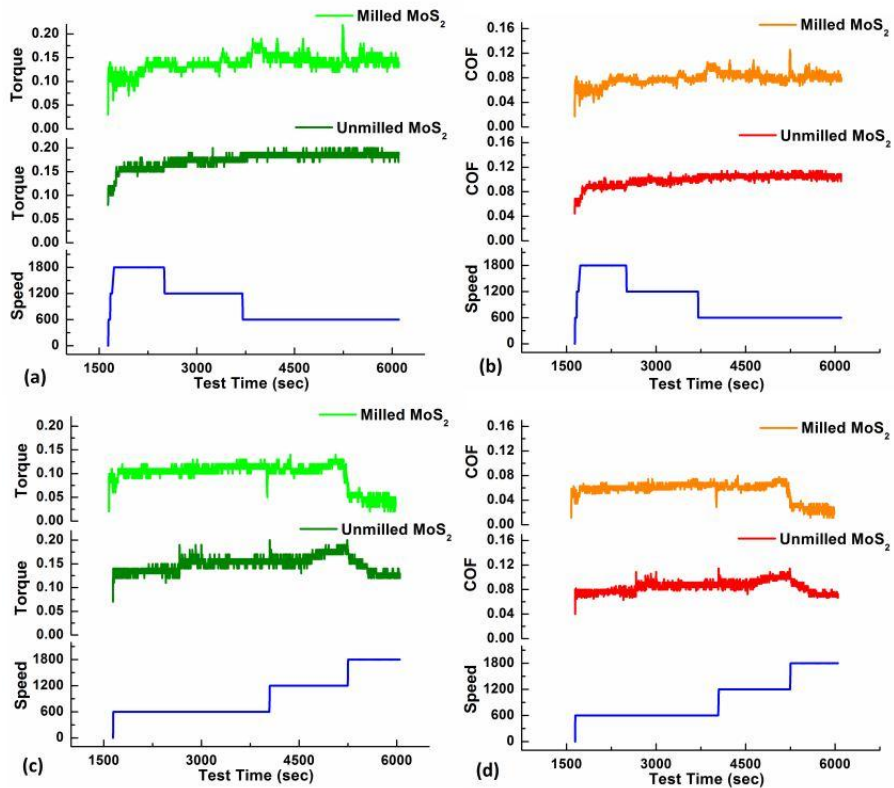 Milled MoS₂
0.20
0.15
0.10
0.05
0.00
Torque
Unmilled MoS₂
0.20
0.15
0.10
0.05
0.00
Torque
1800
1200
600
0
Speed
1500 3000 4500 6000
Test Time (sec)
(a)
Milled MoS₂
0.16
0.12
0.08
0.04
0.00
COF
Unmilled MoS₂
0.16
0.12
0.08
0.04
0.00
COF
1800
1200
600
0
Speed
1500 3000 4500 6000
Test Time (sec)
(b)
Milled MoS₂
0.20
0.15
0.10
0.05
0.00
Torque
Unmilled MoS₂
0.20
0.15
0.10
0.05
0.00
Torque
1800
1200
600
0
Speed
1500 3000 4500 6000
Test Time (sec)
(c)
Milled MoS₂
0.16
0.12
0.08
0.04
0.00
COF
Unmilled MoS₂
0.16
0.12
0.08
0.04
0.00
COF
1800
1200
600
0
Speed
1500 3000 4500 6000
Test Time (sec)
(d)